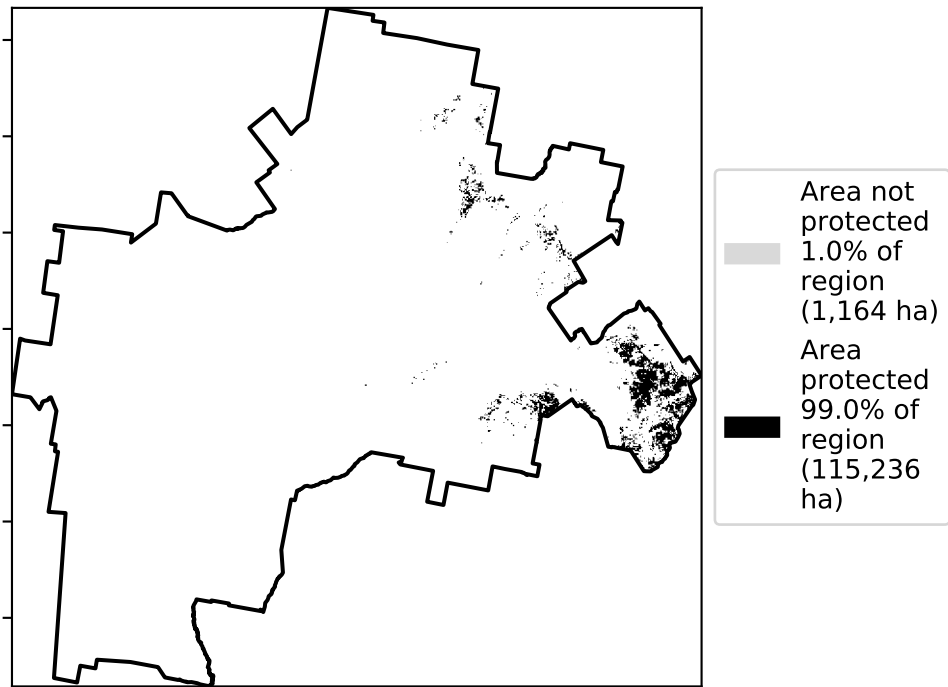 Area not
protected
1.0% of
region
(1,164 ha)
Area
protected
99.0% of
region
(115,236
ha)